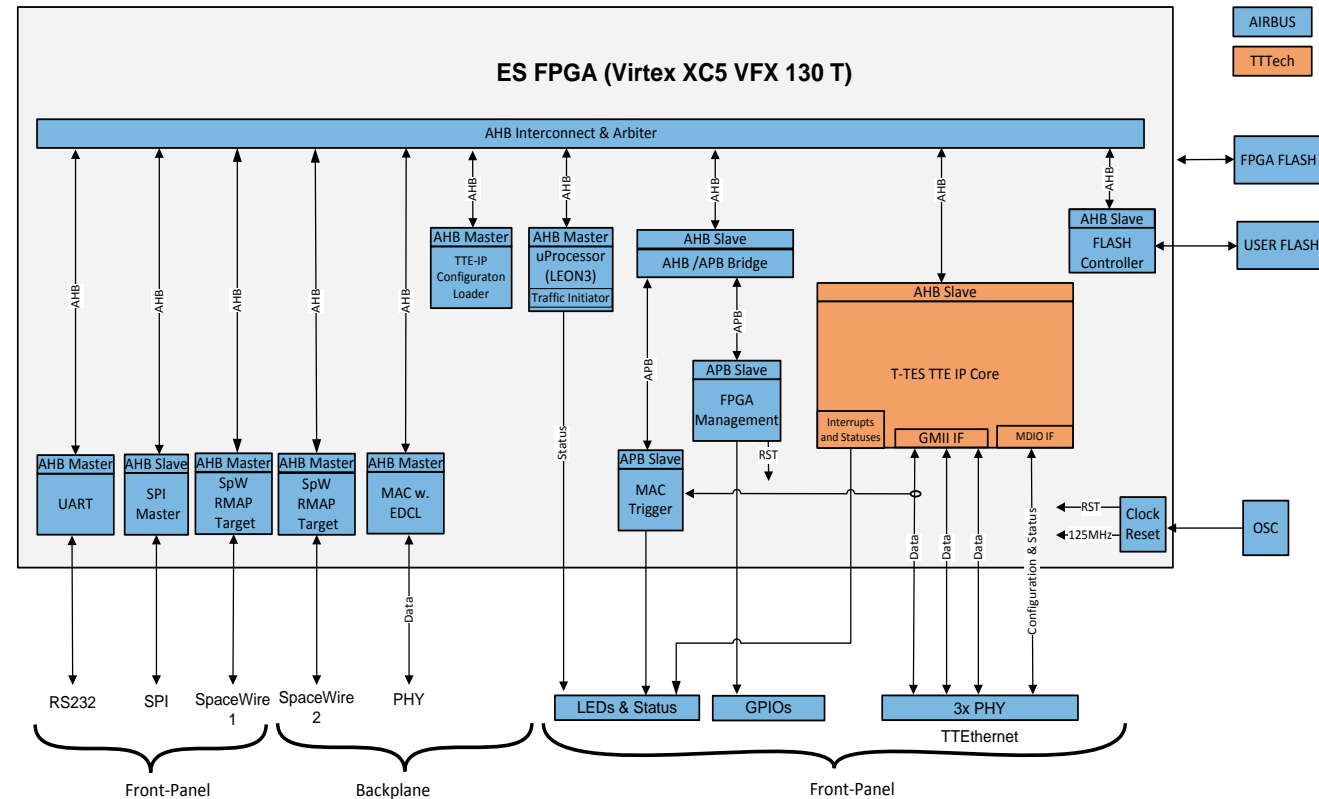 AIRBUS
TTTech
ES FPGA (Virtex XC5 VFX 130 T)
AHB Interconnect & Arbiter
FPGA FLASH
USER FLASH
AHB
AHB
AHB
AHB
AHB
AHB
AHB
AHB
AHB
AHB
AHB Master
TTE-IP
Configuraton
Loader
AHB Master
uProcessor
(LEON3)
Traffic Initiator
AHB Slave
AHB /APB Bridge
AHB Slave
FLASH
Controller
AHB Slave
T-TES TTE IP Core
Interrupts
and Statuses
GMII IF
MDIO IF
APB
APB
APB Slave
FPGA
Management
RST
APB Slave
MAC
Trigger
Status
AHB Master
UART
AHB Slave
SPI
Master
AHB Master
SpW
RMAP
Target
AHB Master
SpW
RMAP
Target
AHB Master
MAC w.
EDCL
RST
125MHz
Clock
Reset
OSC
Data
Data
Data
Data
Configuration & Status
RS232
SPI
SpaceWire
1
SpaceWire
2
PHY
LEDs & Status
GPIOs
3x PHY
TTEthernet
Front-Panel
Backplane
Front-Panel